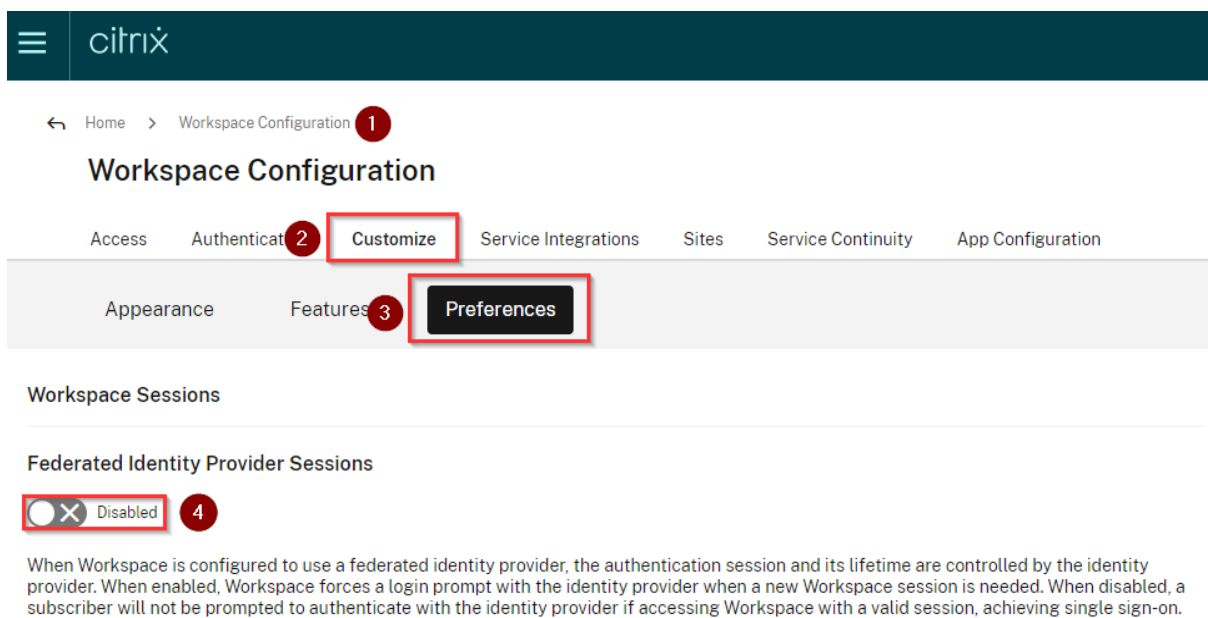 citrix
Home > Workspace Configuration 1
Workspace Configuration
Access Authenticat 2 Customize Service Integrations Sites Service Continuity App Configuration
Appearance Features 3 Preferences
Workspace Sessions
Federated Identity Provider Sessions
Disabled 4
When Workspace is configured to use a federated identity provider, the authentication session and its lifetime are controlled by the identity
provider. When enabled, Workspace forces a login prompt with the identity provider when a new Workspace session is needed. When disabled, a
subscriber will not be prompted to authenticate with the identity provider if accessing Workspace with a valid session, achieving single sign-on.